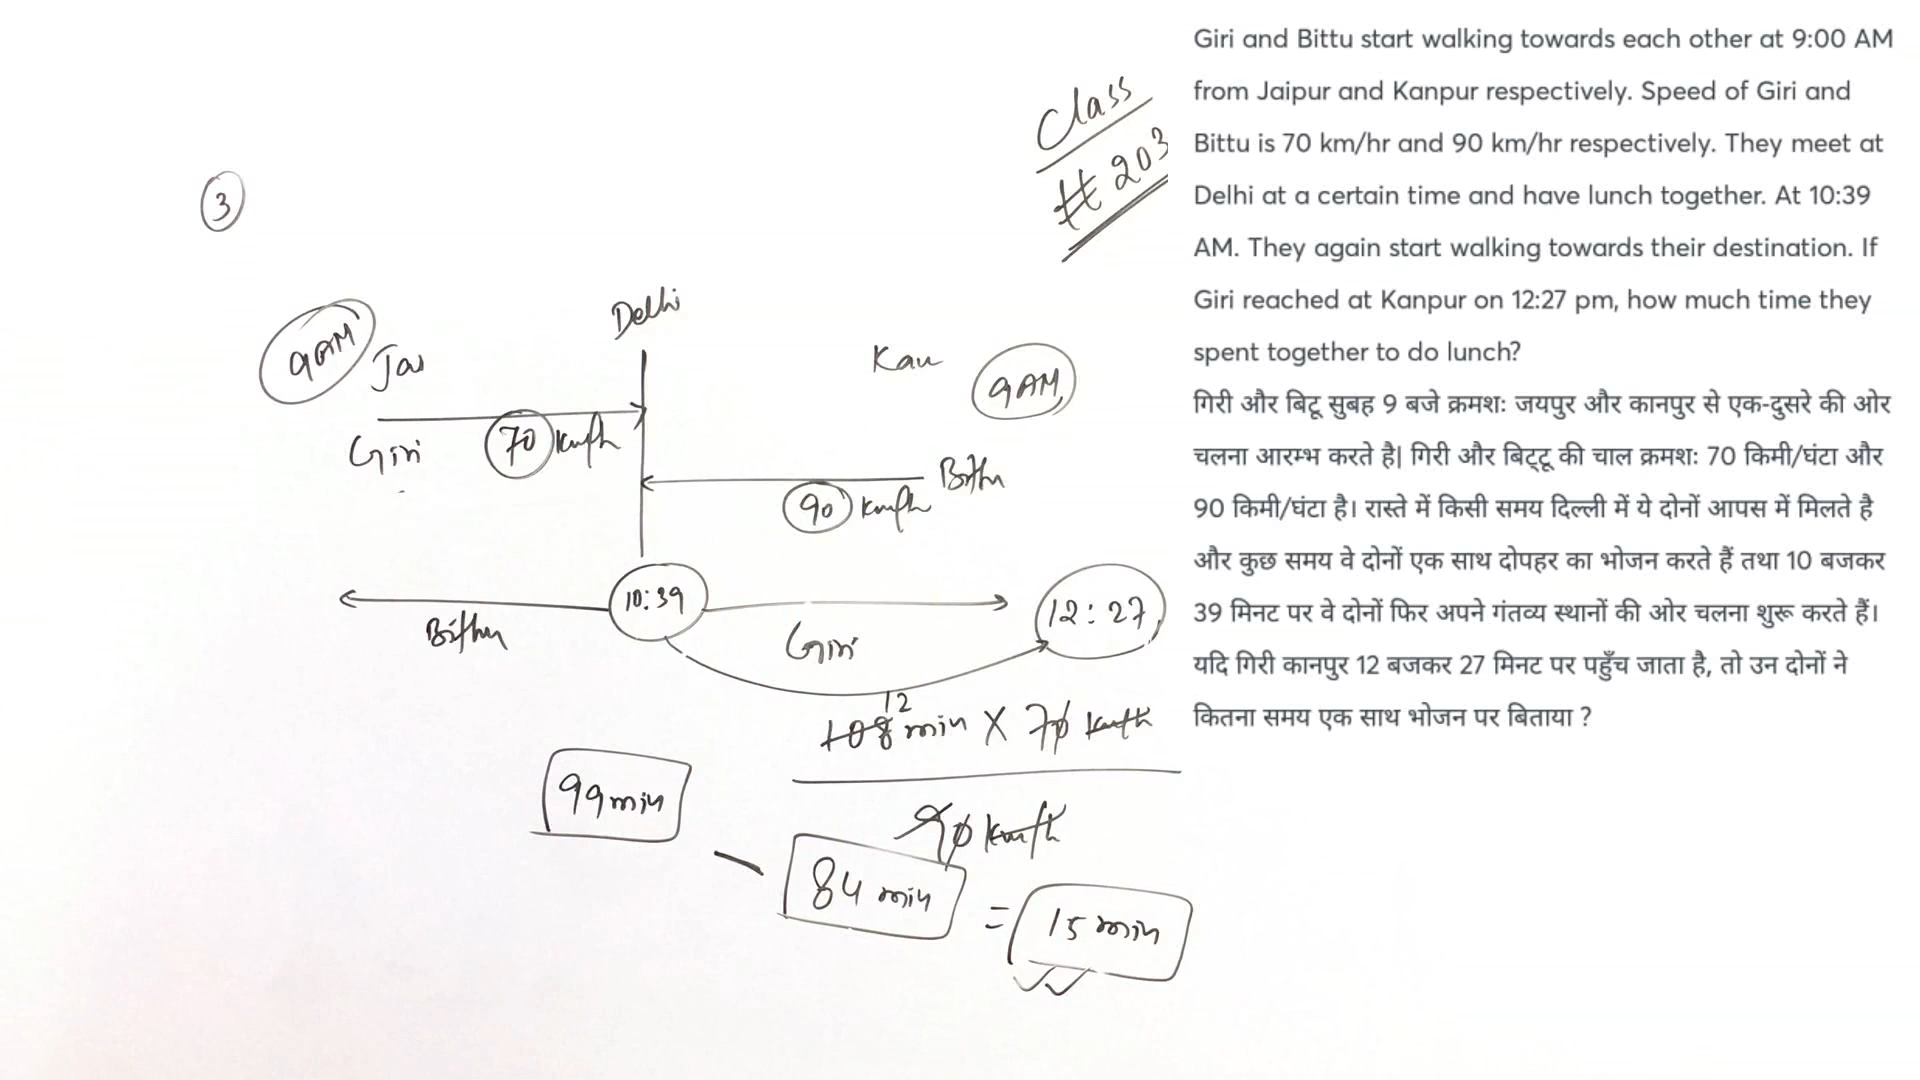 Giri and Bittu start walking towards each other at 9:00 AM
from Jaipur and Kanpur respectively. Speed of Giri and
Bittu is 70 km/hr and 90 km/hr respectively. They meet at
Delhi at a certain time and have lunch together. At 10:39
AM. They again start walking towards their destination. If
Giri reached at Kanpur on 12:27 pm, how much time they
spent together to do lunch?
गिरी और बिटू सुबह 9 बजे क्रमशः जयपुर और कानपुर से एक-दुसरे की ओर
चलना आरम्भ करते है| गिरी और बिट्टू की चाल क्रमशः 70 किमी/घंटा और
90 किमी/घंटा है। रास्ते में किसी समय दिल्ली में ये दोनों आपस में मिलते है
और कुछ समय वे दोनों एक साथ दोपहर का भोजन करते हैं तथा 10 बजकर
39 मिनट पर वे दोनों फिर अपने गंतव्य स्थानों की ओर चलना शुरू करते हैं।
यदि गिरी कानपुर 12 बजकर 27 मिनट पर पहुँच जाता है, तो उन दोनों ने
कितना समय एक साथ भोजन पर बिताया ?
Class
# 203
3
Delhi
9AM Jai Kan 9AM
Giri 70 kmph
90 kmph Bittu
10:39 12:27
Bittu Giri
12
108 min X 70 kmph
90 kmph
99 min - 84 min = 15 min